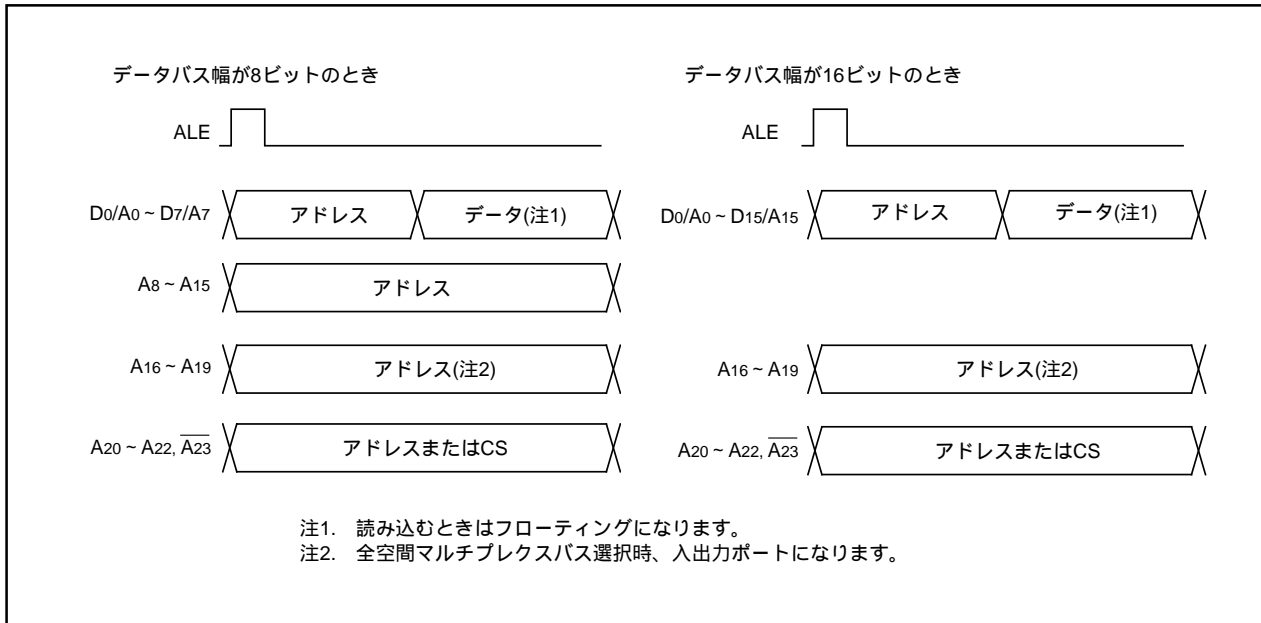 データバス幅が8ビットのとき
ALE
D0/A0 ~ D7/A7 アドレス データ(注1)
A8 ~ A15 アドレス
A16 ~ A19 アドレス(注2)
A20 ~ A22, A23 アドレスまたはCS
データバス幅が16ビットのとき
ALE
D0/A0 ~ D15/A15 アドレス データ(注1)
A16 ~ A19 アドレス(注2)
A20 ~ A22, A23 アドレスまたはCS
注1. 読み込むときはフローティングになります。
注2. 全空間マルチプレクスバス選択時、入出力ポートになります。